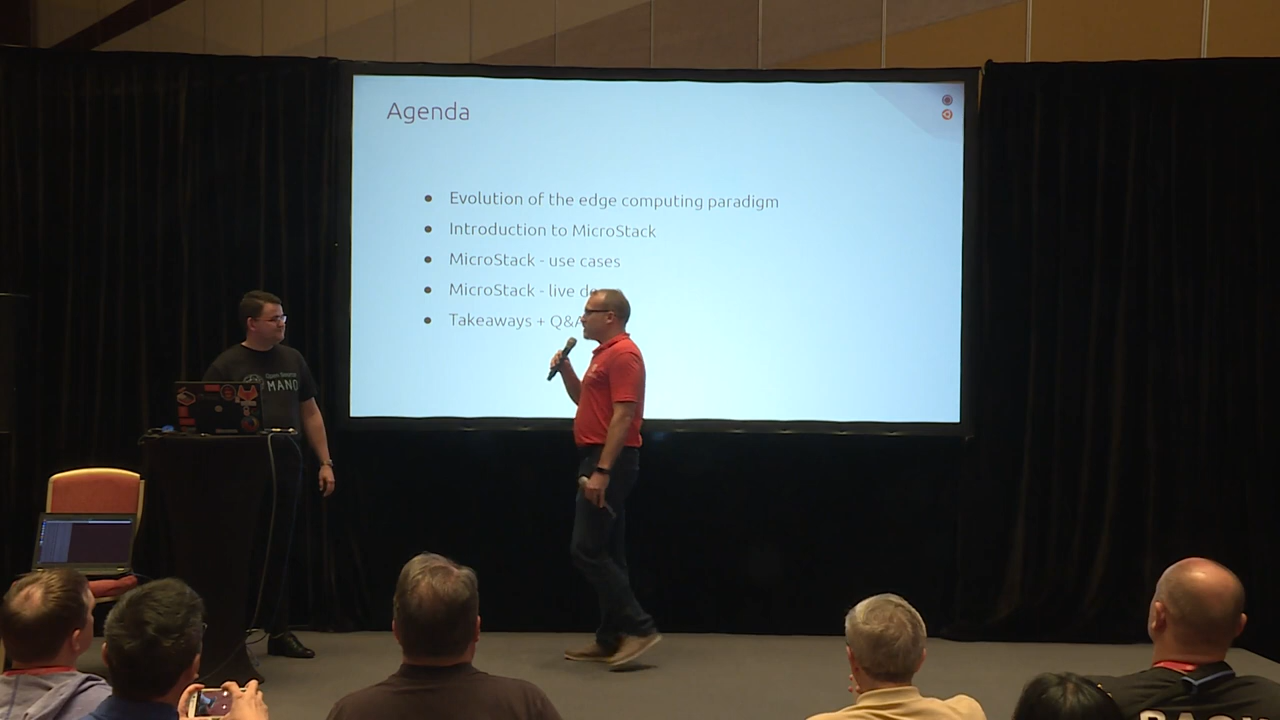 Agenda
● Evolution of the edge computing paradigm
● Introduction to MicroStack
● MicroStack - use cases
● MicroStack - live de
● Takeaways + Q&A
Open Source
MANO